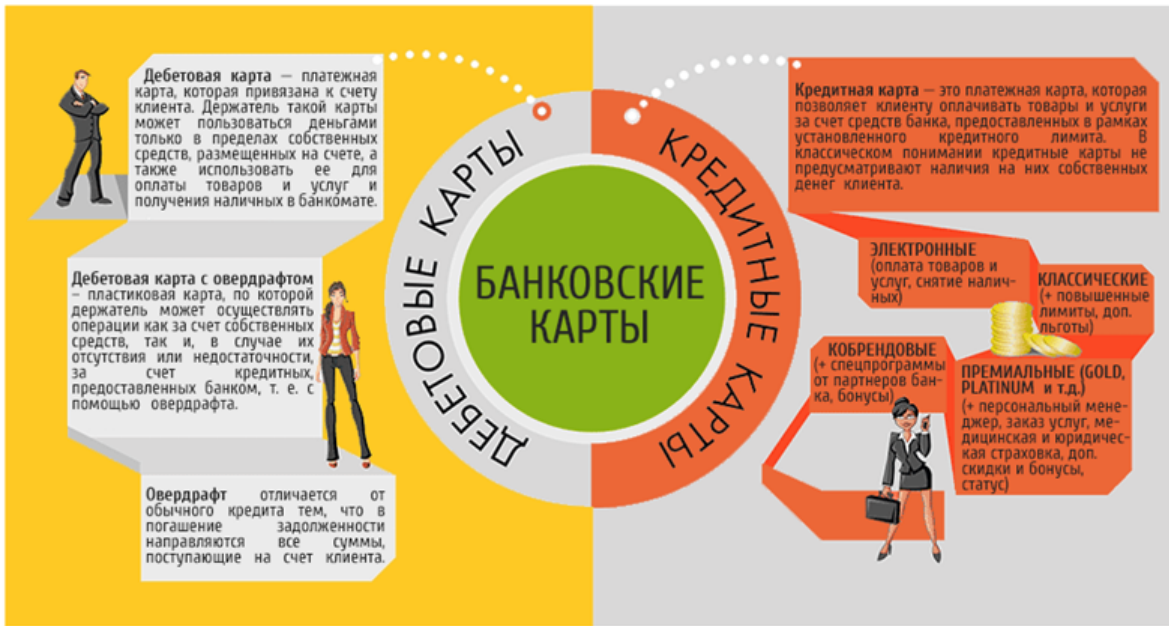 Дебетовая карта — платежная
карта, которая привязана к счету
клиента. Держатель такой карты
может пользоваться деньгами
только в пределах собственных
средств, размещенных на счете, а
также использовать ее для
оплаты товаров и услуг и
получения наличных в банкомате.
Дебетовая карта с овердрафтом
– пластиковая карта, по которой
держатель может осуществлять
операции как за счет собственных
средств, так и, в случае их
отсутствия или недостаточности,
за счет кредитных,
предоставленных банком, т. е. с
помощью овердрафта.
Овердрафт отличается от
обычного кредита тем, что в
погашение задолженности
направляются все суммы,
поступающие на счет клиента.
ДЕБЕТОВЫЕ КАРТЫ
БАНКОВСКИЕ
КАРТЫ
КРЕДИТНЫЕ КАРТЫ
Кредитная карта — это платежная карта, которая
позволяет клиенту оплачивать товары и услуги
за счет средств банка, предоставленных в рамках
установленного кредитного лимита. В
классическом понимании кредитные карты не
предусматривают наличия на них собственных
денег клиента.
ЭЛЕКТРОННЫЕ
(оплата товаров и
услуг, снятие налич-
ных)
КЛАССИЧЕСКИЕ
(+ повышенные
лимиты, доп.
льготы)
КОБРЕНДОВЫЕ
(+ спецпрограммы
от партнеров бан-
ка, бонусы)
ПРЕМИАЛЬНЫЕ (GOLD,
PLATINUM и т.д.)
(+ персональный мене-
джер, заказ услуг, ме-
дицинская и юридичес-
кая страховка, доп.
скидки и бонусы,
статус)